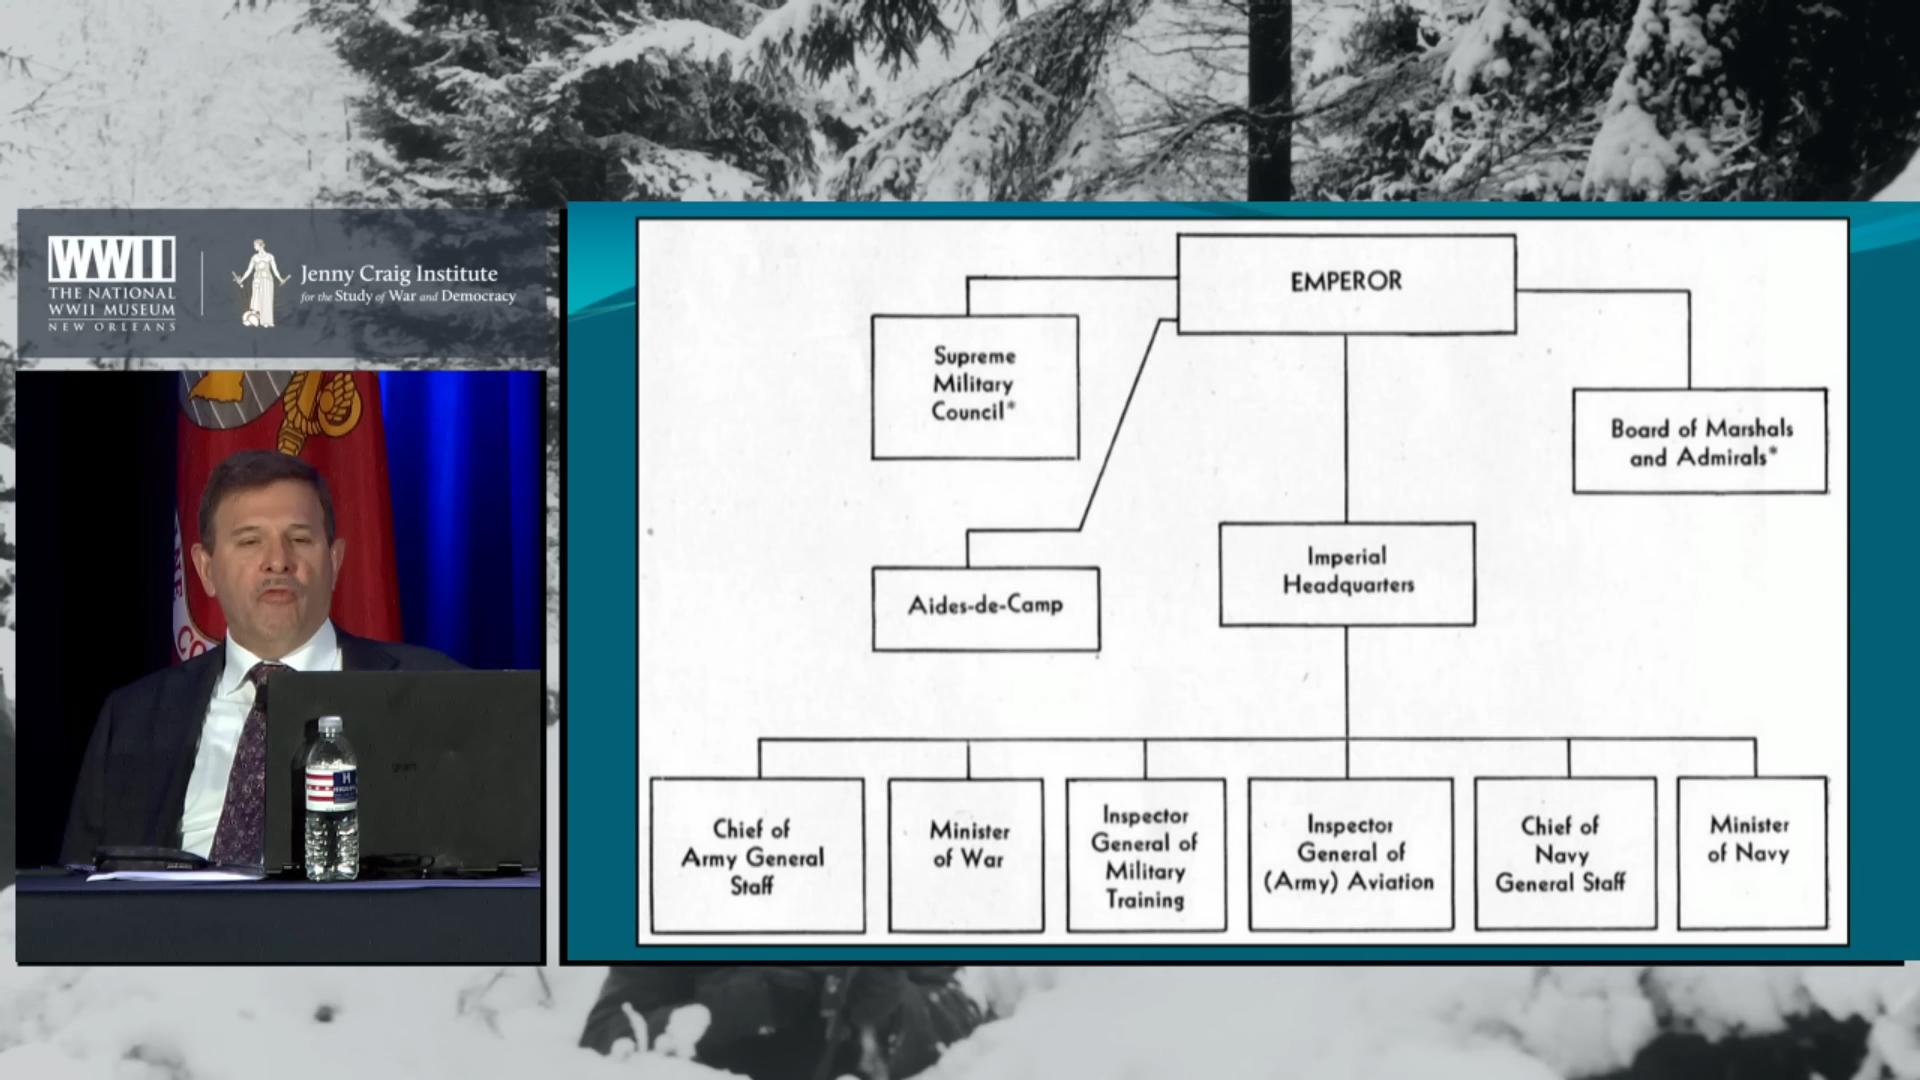 WWII
THE NATIONAL
WWII MUSEUM
NEW ORLEANS
Jenny Craig Institute
for the Study of War and Democracy
EMPEROR
Supreme
Military
Council*
Board of Marshals
and Admirals*
Imperial
Headquarters
Aides-de-Camp
Chief of
Army General
Staff
Minister
of War
Inspector
General of
Military
Training
Inspector
General of
(Army) Aviation
Chief of
Navy
General Staff
Minister
of Navy